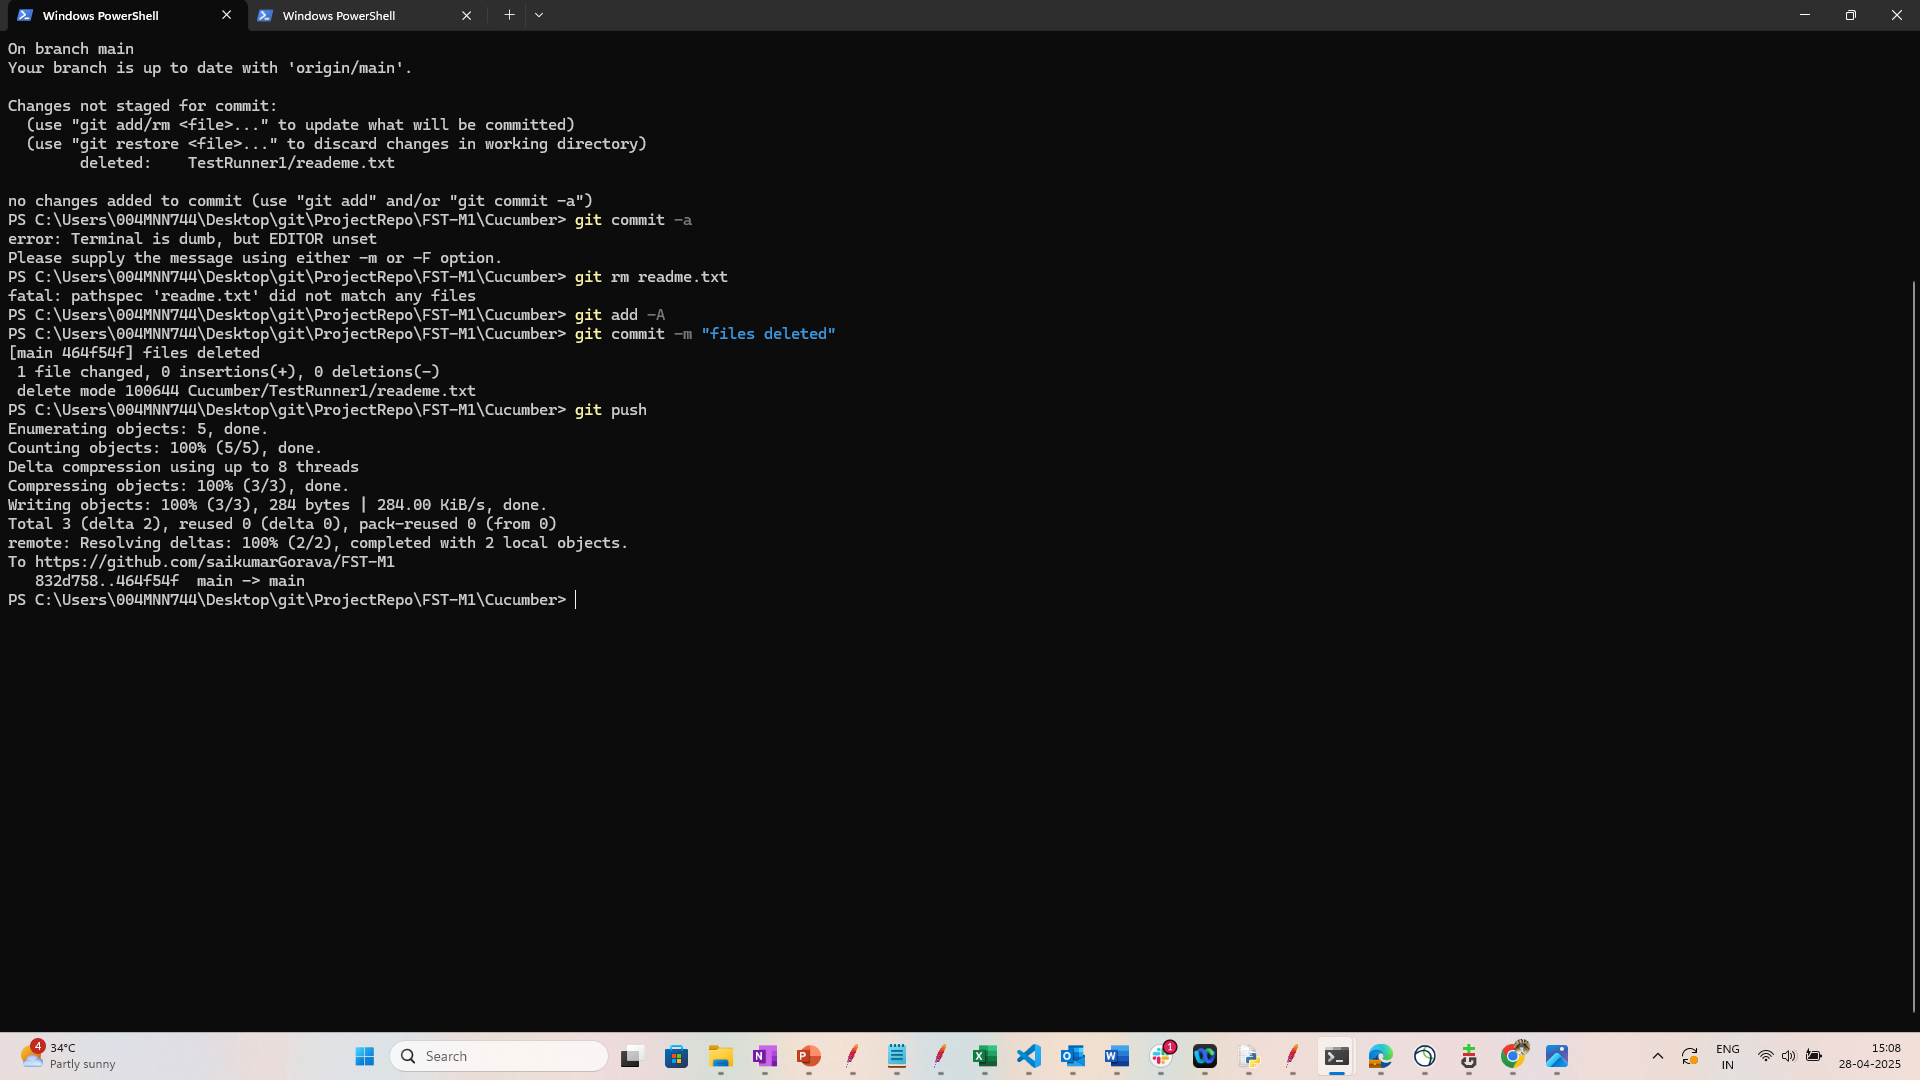 Windows PowerShell
Windows PowerShell
On branch main
Your branch is up to date with 'origin/main'.
Changes not staged for commit:
  (use "git add/rm <file>..." to update what will be committed)
  (use "git restore <file>..." to discard changes in working directory)
        deleted:    TestRunner1/reademe.txt
no changes added to commit (use "git add" and/or "git commit -a")
PS C:\Users\004MNN744\Desktop\git\ProjectRepo\FST-M1\Cucumber> git commit -a
error: Terminal is dumb, but EDITOR unset
Please supply the message using either -m or -F option.
PS C:\Users\004MNN744\Desktop\git\ProjectRepo\FST-M1\Cucumber> git rm readme.txt
fatal: pathspec 'readme.txt' did not match any files
PS C:\Users\004MNN744\Desktop\git\ProjectRepo\FST-M1\Cucumber> git add -A
PS C:\Users\004MNN744\Desktop\git\ProjectRepo\FST-M1\Cucumber> git commit -m "files deleted"
[main 464f54f] files deleted
 1 file changed, 0 insertions(+), 0 deletions(-)
 delete mode 100644 Cucumber/TestRunner1/reademe.txt
PS C:\Users\004MNN744\Desktop\git\ProjectRepo\FST-M1\Cucumber> git push
Enumerating objects: 5, done.
Counting objects: 100% (5/5), done.
Delta compression using up to 8 threads
Compressing objects: 100% (3/3), done.
Writing objects: 100% (3/3), 284 bytes | 284.00 KiB/s, done.
Total 3 (delta 2), reused 0 (delta 0), pack-reused 0 (from 0)
remote: Resolving deltas: 100% (2/2), completed with 2 local objects.
To https://github.com/saikumarGorava/FST-M1
   832d758..464f54f  main -> main
PS C:\Users\004MNN744\Desktop\git\ProjectRepo\FST-M1\Cucumber>
4
34°C
Partly sunny
Search
1
ENG
IN
15:08
28-04-2025